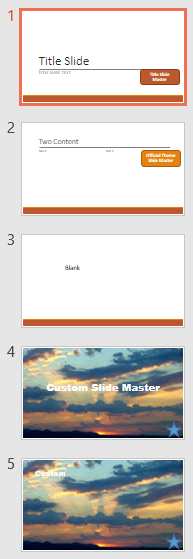 1
Title Slide
TITLE SLIDE TEXT
Title Slide
Master
2
Two Content
Official Theme
Slide Master
3
Blank
4
Custom Slide Master
5
Custom